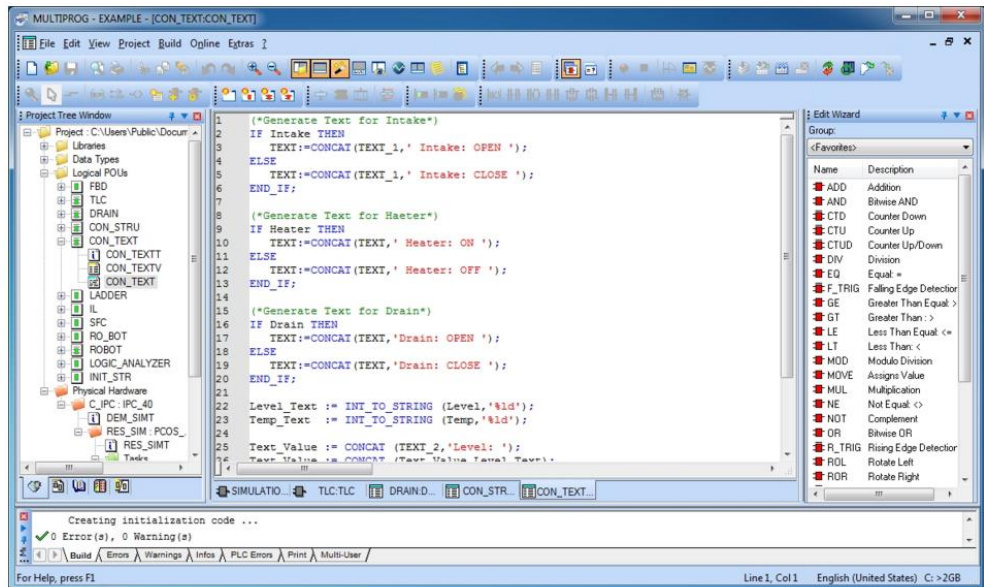 MULTIPROG - EXAMPLE - [CON_TEXT:CON_TEXT]
File Edit View Project Build Online Extras ?
Project Tree Window
Project : C:\Users\Public\Docum
Libraries
Data Types
Logical POUs
FBD
TLC
DRAIN
CON_STRU
CON_TEXT
CON_TEXTT
CON_TEXTV
CON_TEXT
LADDER
IL
SFC
RO_BOT
ROBOT
LOGIC_ANALYZER
INIT_STR
Physical Hardware
C_IPC : IPC_40
DEM_SIMT
RES_SIM : PCOS_
RES_SIMT
Tasks
1 (*Generate Text for Intake*)
2 IF Intake THEN
3 TEXT:=CONCAT(TEXT_1,' Intake: OPEN ');
4 ELSE
5 TEXT:=CONCAT(TEXT_1,' Intake: CLOSE ');
6 END_IF;
7
8 (*Generate Text for Haeter*)
9 IF Heater THEN
10 TEXT:=CONCAT(TEXT,' Heater: ON ');
11 ELSE
12 TEXT:=CONCAT(TEXT,' Heater: OFF ');
13 END_IF;
14
15 (*Generate Text for Drain*)
16 IF Drain THEN
17 TEXT:=CONCAT(TEXT,'Drain: OPEN ');
18 ELSE
19 TEXT:=CONCAT(TEXT,'Drain: CLOSE ');
20 END_IF;
21
22 Level_Text := INT_TO_STRING (Level,'%ld');
23 Temp_Text := INT_TO_STRING (Temp,'%ld');
24
25 Text_Value := CONCAT (TEXT_2,'Level: ');
26 Text_Value := CONCAT (Text_Value,Level_Text);
SIMULATIO... TLC:TLC DRAIN:D... CON_STR... CON_TEXT...
Edit Wizard
Group:
<Favorites>
Name Description
ADD Addition
AND Bitwise AND
CTD Counter Down
CTU Counter Up
CTUD Counter Up/Down
DIV Division
EQ Equal: =
F_TRIG Falling Edge Detection
GE Greater Than Equal: >
GT Greater Than : >
LE Less Than Equal: <=
LT Less Than: <
MOD Modulo Division
MOVE Assigns Value
MUL Multiplication
NE Not Equal: <>
NOT Complement
OR Bitwise OR
R_TRIG Rising Edge Detection
ROL Rotate Left
ROR Rotate Right
Creating initialization code ...
0 Error(s), 0 Warning(s)
Build Errors Warnings Infos PLC Errors Print Multi-User
For Help, press F1
Line 1, Col 1 English (United States) C: >2GB